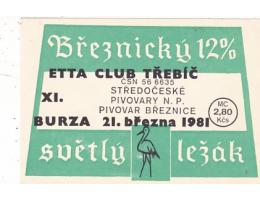 Březnický 12%
ETTA CLUB TŘEBÍČ
ČSN 56 6635
XI.
STŘEDOČESKÉ
PIVOVARY N. P.
PIVOVAR BŘEZNICE
MC
2,80
Kčs
BURZA 21. března 1981
světlý ležák